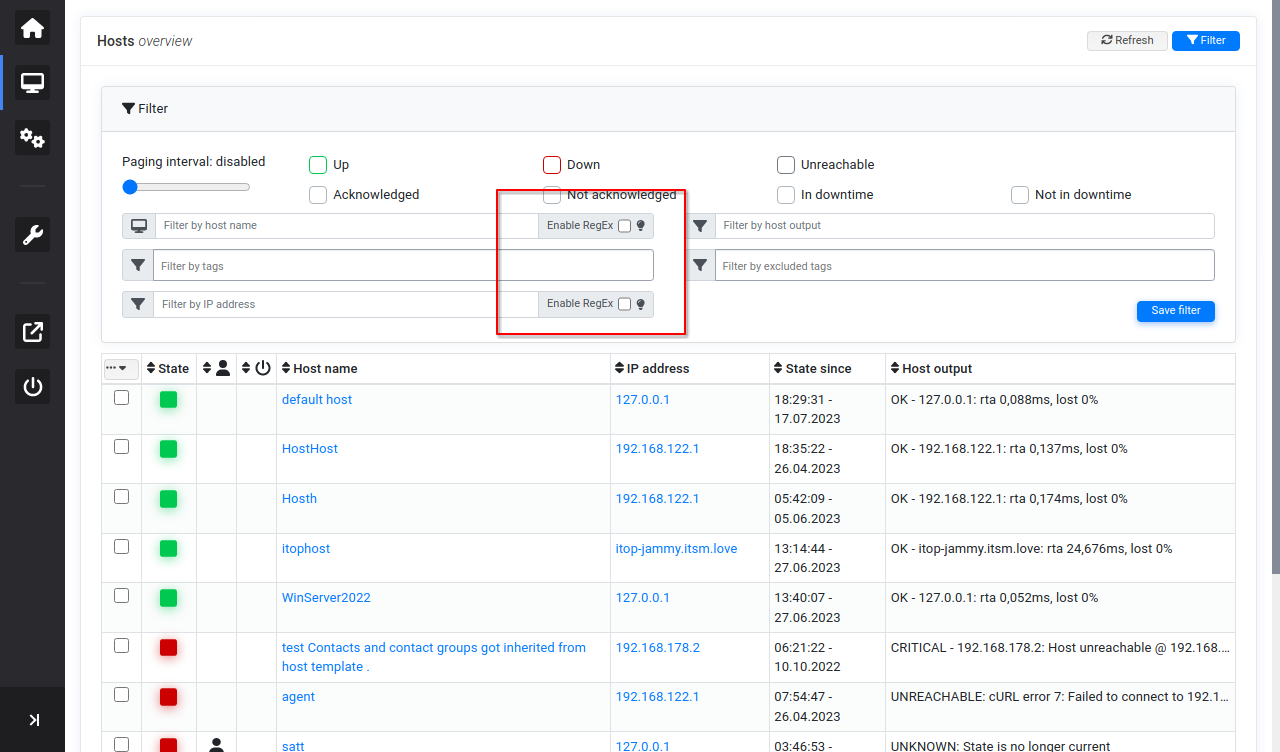 Hosts overview
Refresh
Filter
Filter
Paging interval: disabled
Up
Down
Unreachable
Acknowledged
Not acknowledged
In downtime
Not in downtime
Filter by host name
Enable RegEx
Filter by host output
Filter by tags
Filter by excluded tags
Filter by IP address
Enable RegEx
Save filter
State
Host name
IP address
State since
Host output
default host
127.0.0.1
18:29:31 -
17.07.2023
OK - 127.0.0.1: rta 0,088ms, lost 0%
HostHost
192.168.122.1
18:35:22 -
26.04.2023
OK - 192.168.122.1: rta 0,137ms, lost 0%
Hosth
192.168.122.1
05:42:09 -
05.06.2023
OK - 192.168.122.1: rta 0,174ms, lost 0%
itophost
itop-jammy.itsm.love
13:14:44 -
27.06.2023
OK - itop-jammy.itsm.love: rta 24,676ms, lost 0%
WinServer2022
127.0.0.1
13:40:07 -
27.06.2023
OK - 127.0.0.1: rta 0,052ms, lost 0%
test Contacts and contact groups got inherited from
host template .
192.168.178.2
06:21:22 -
10.10.2022
CRITICAL - 192.168.178.2: Host unreachable @ 192.168....
agent
192.168.122.1
07:54:47 -
26.04.2023
UNREACHABLE: cURL error 7: Failed to connect to 192.1...
satt
127.0.0.1
03:46:53 -
UNKNOWN: State is no longer current